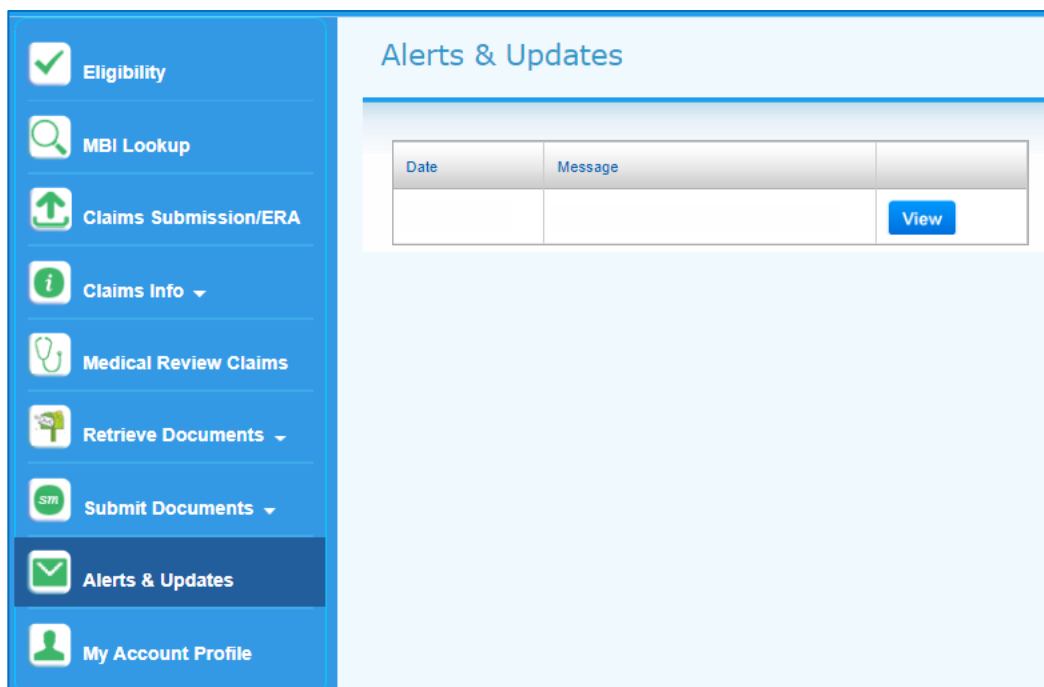 Eligibility
MBI Lookup
Claims Submission/ERA
i
Claims Info
Medical Review Claims
Retrieve Documents
sm
Submit Documents
Alerts & Updates
My Account Profile
Alerts & Updates
Date Message
View